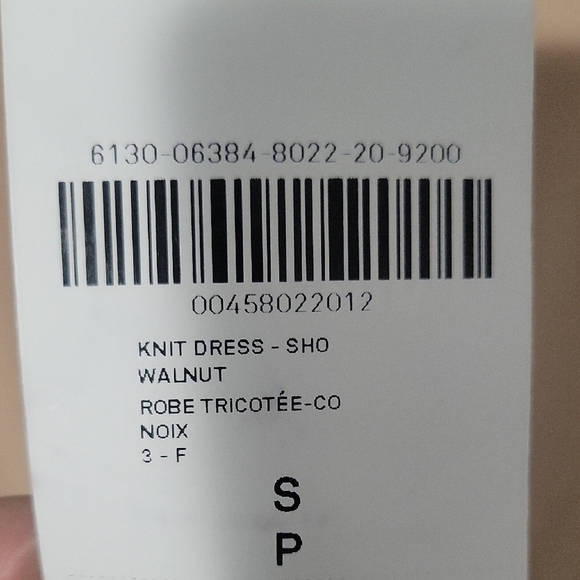 6130-06384-8022-20-9200
00458022012
KNIT DRESS - SHO
WALNUT
ROBE TRICOTÉE-CO
NOIX
3 - F
S
P